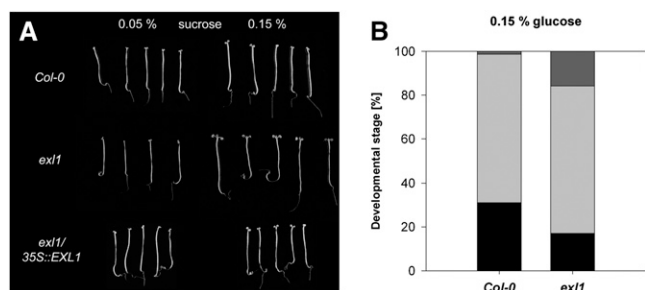 A
0.05 % sucrose 0.15 %
Col-0
exl1
exl1/
35S::EXL1
B
0.15 % glucose
Developmental stage [%]
100
80
60
40
20
0
Col-0 exl1